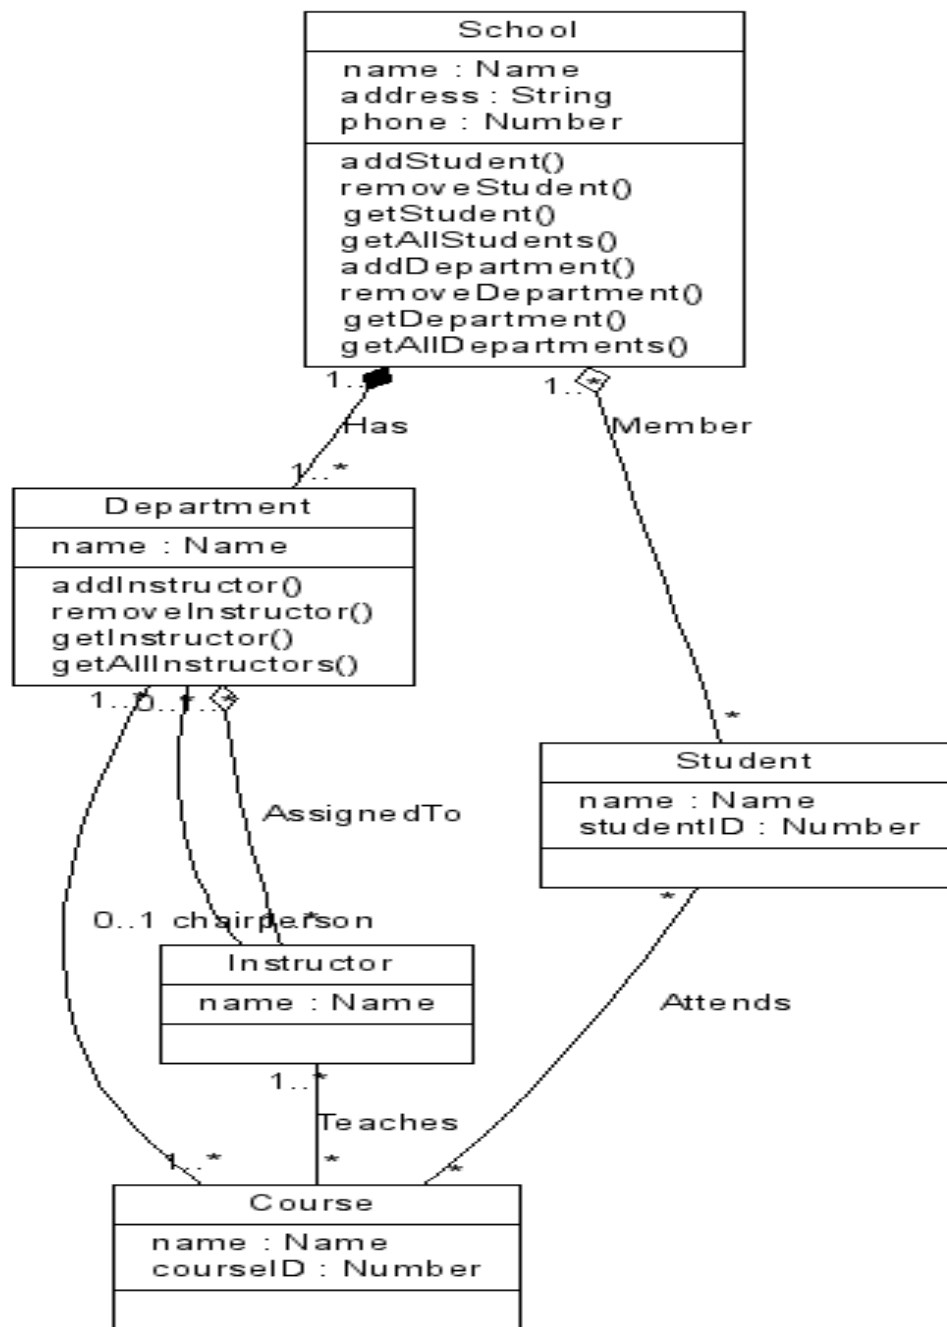 School
name : Name
address : String
phone : Number
addStudent()
removeStudent()
getStudent()
getAllStudents()
addDepartment()
removeDepartment()
getDepartment()
getAllDepartments()
1..
1..*
Has
Member
1..*
Department
name : Name
addInstructor()
removeInstructor()
getInstructor()
getAllInstructors()
1..*
*
Student
name : Name
studentID : Number
AssignedTo
*
0..1 chairperson
Instructor
name : Name
Attends
1..*
Teaches
1..*
*
*
Course
name : Name
courseID : Number